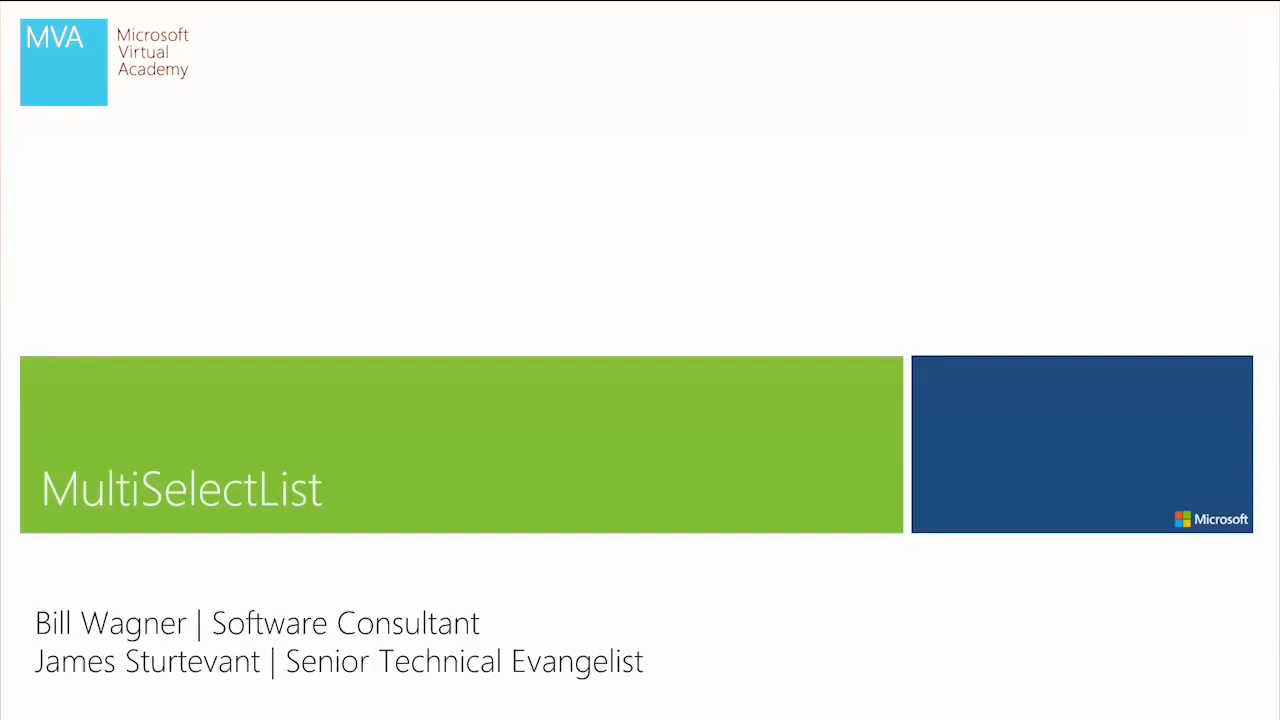 MVA
Microsoft
Virtual
Academy
MultiSelectList
Microsoft
Bill Wagner | Software Consultant
James Sturtevant | Senior Technical Evangelist